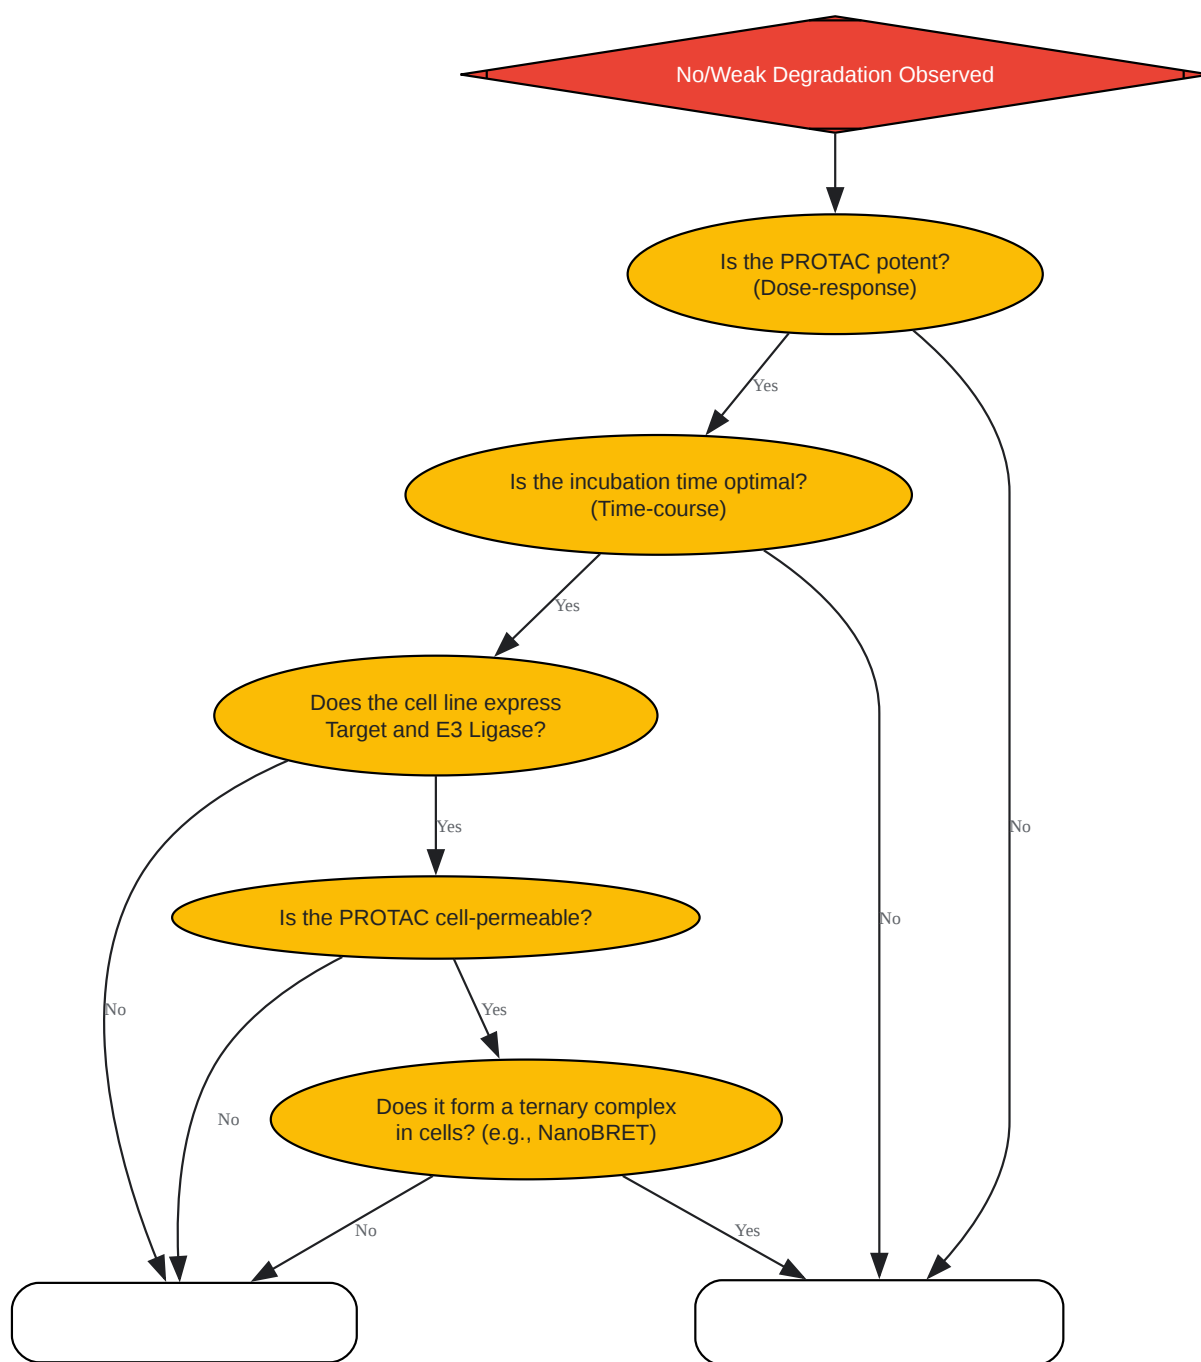 No/Weak Degradation Observed
Is the PROTAC potent?
(Dose-response)
Yes
Is the incubation time optimal?
(Time-course)
Yes
Does the cell line express
Target and E3 Ligase?
Yes
No
Is the PROTAC cell-permeable?
No
No
Yes
No
Does it form a ternary complex
in cells? (e.g., NanoBRET)
No
Yes